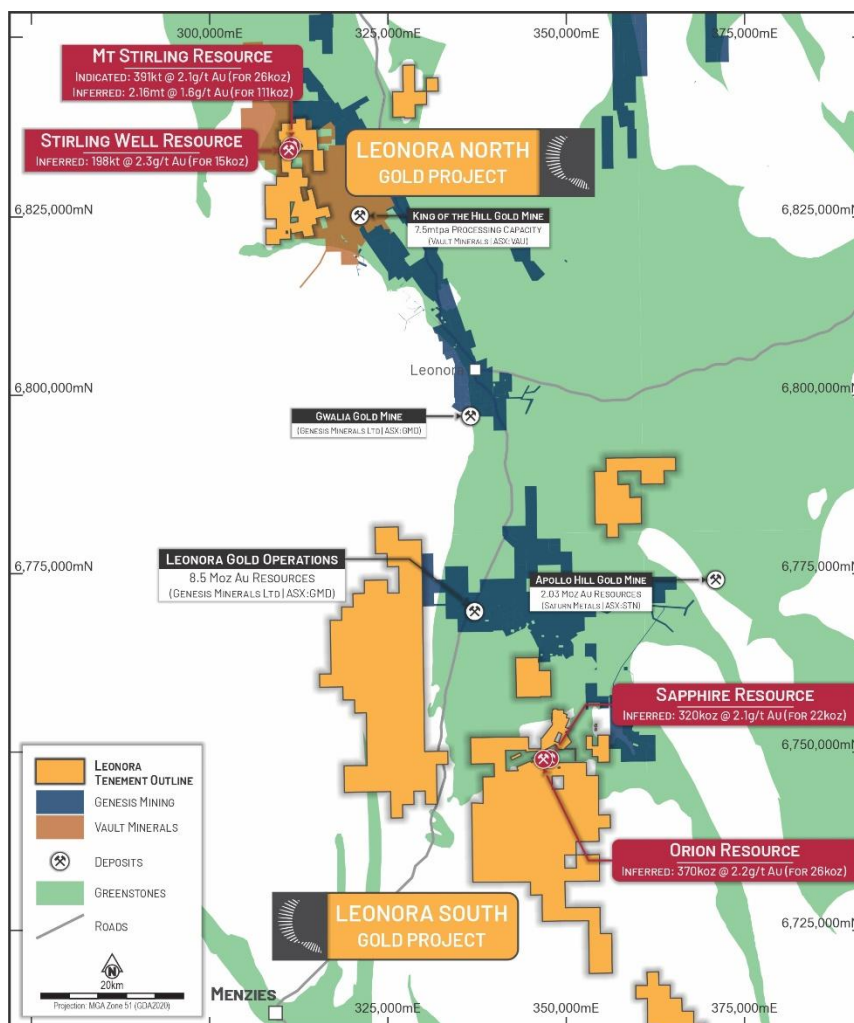 300,000mE
325,000mE
350,000mE
375,000mE
Mt Stirling Resource
Indicated: 391kt @ 2.1g/t Au (for 26koz)
Inferred: 2.16mt @ 1.6g/t Au (for 111koz)
Stirling Well Resource
Inferred: 198kt @ 2.3g/t Au (for 15koz)
LEONORA NORTH
GOLD PROJECT
6,825,000mN
6,825,000mN
King of the Hill Gold Mine
7.5mtpa Processing Capacity
(Vault Minerals | ASX:VAU)
Leonora
6,800,000mN
6,800,000mN
Gwalia Gold Mine
(Genesis Minerals Ltd | ASX:GMD)
6,775,000mN
6,775,000mN
Leonora Gold Operations
8.5 Moz Au Resources
(Genesis Minerals Ltd | ASX:GMD)
Apollo Hill Gold Mine
2.03 Moz Au Resources
(Saturn Metals | ASX:STN)
Sapphire Resource
Inferred: 320koz @ 2.1g/t Au (for 22koz)
6,750,000mN
Orion Resource
Inferred: 370koz @ 2.2g/t Au (for 26koz)
Leonora
Tenement Outline
Genesis Mining
Vault Minerals
Deposits
Greenstones
Roads
N
20km
Projection: MGA Zone 51 (GDA2020)
LEONORA SOUTH
GOLD PROJECT
6,725,000mN
Menzies
325,000mE
350,000mE
375,000mE